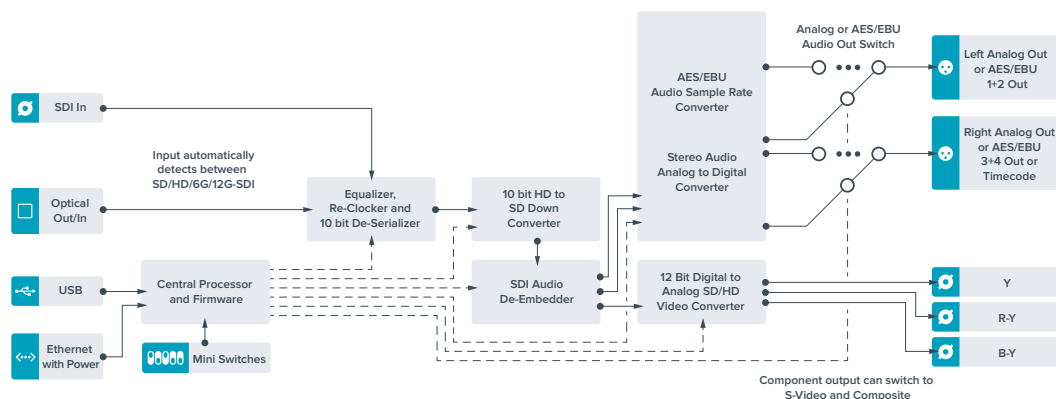 Analog or AES/EBU
Audio Out Switch
Left Analog Out
or AES/EBU
1+2 Out
AES/EBU
Audio Sample Rate
Converter
SDI In
Right Analog Out
or AES/EBU
3+4 Out or
Timecode
Input automatically
detects between
SD/HD/6G/12G-SDI
Stereo Audio
Analog to Digital
Converter
Optical
Out/In
Equalizer,
Re-Clocker and
10 bit De-Serializer
10 bit HD to
SD Down
Converter
USB
Central Processor
and Firmware
SDI Audio
De-Embedder
12 Bit Digital to
Analog SD/HD
Video Converter
Y
R-Y
Ethernet
with Power
Mini Switches
B-Y
Component output can switch to
S-Video and Composite